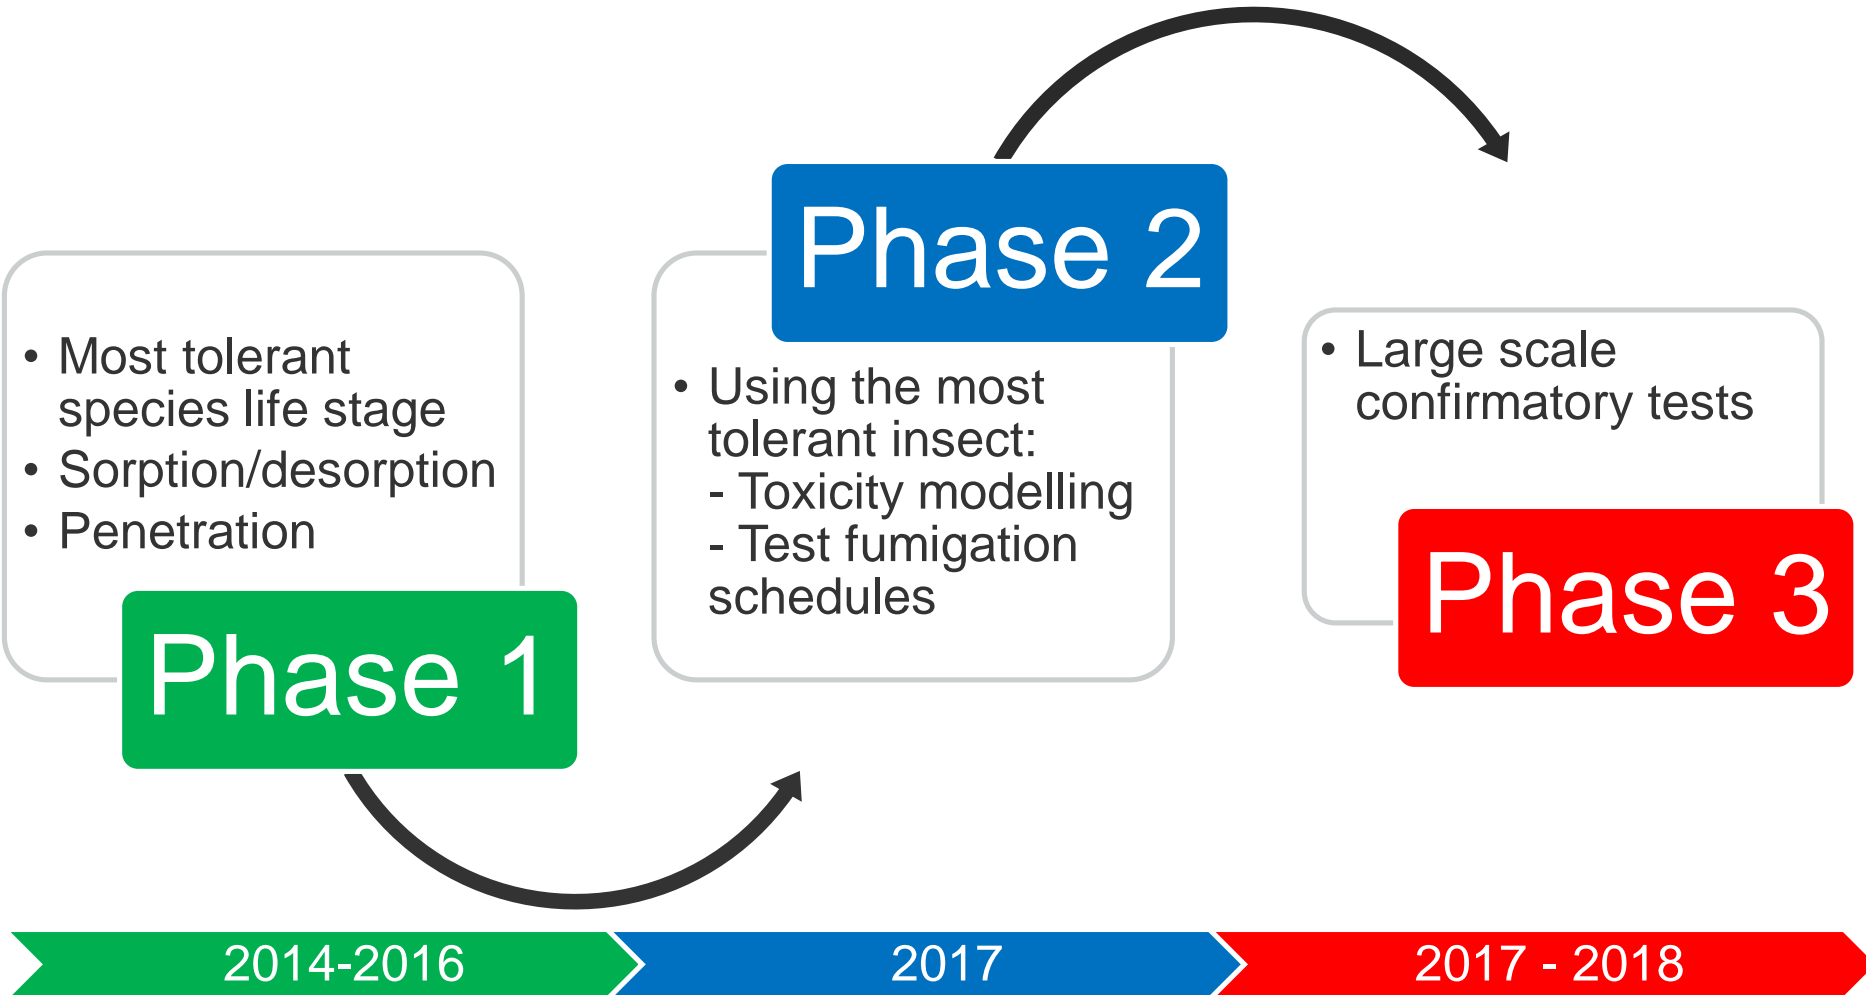 • Most tolerant
species life stage
• Sorption/desorption
• Penetration
Phase 1
Phase 2
• Using the most
tolerant insect:
- Toxicity modelling
- Test fumigation
schedules
• Large scale
confirmatory tests
Phase 3
2014-2016
2017
2017 - 2018